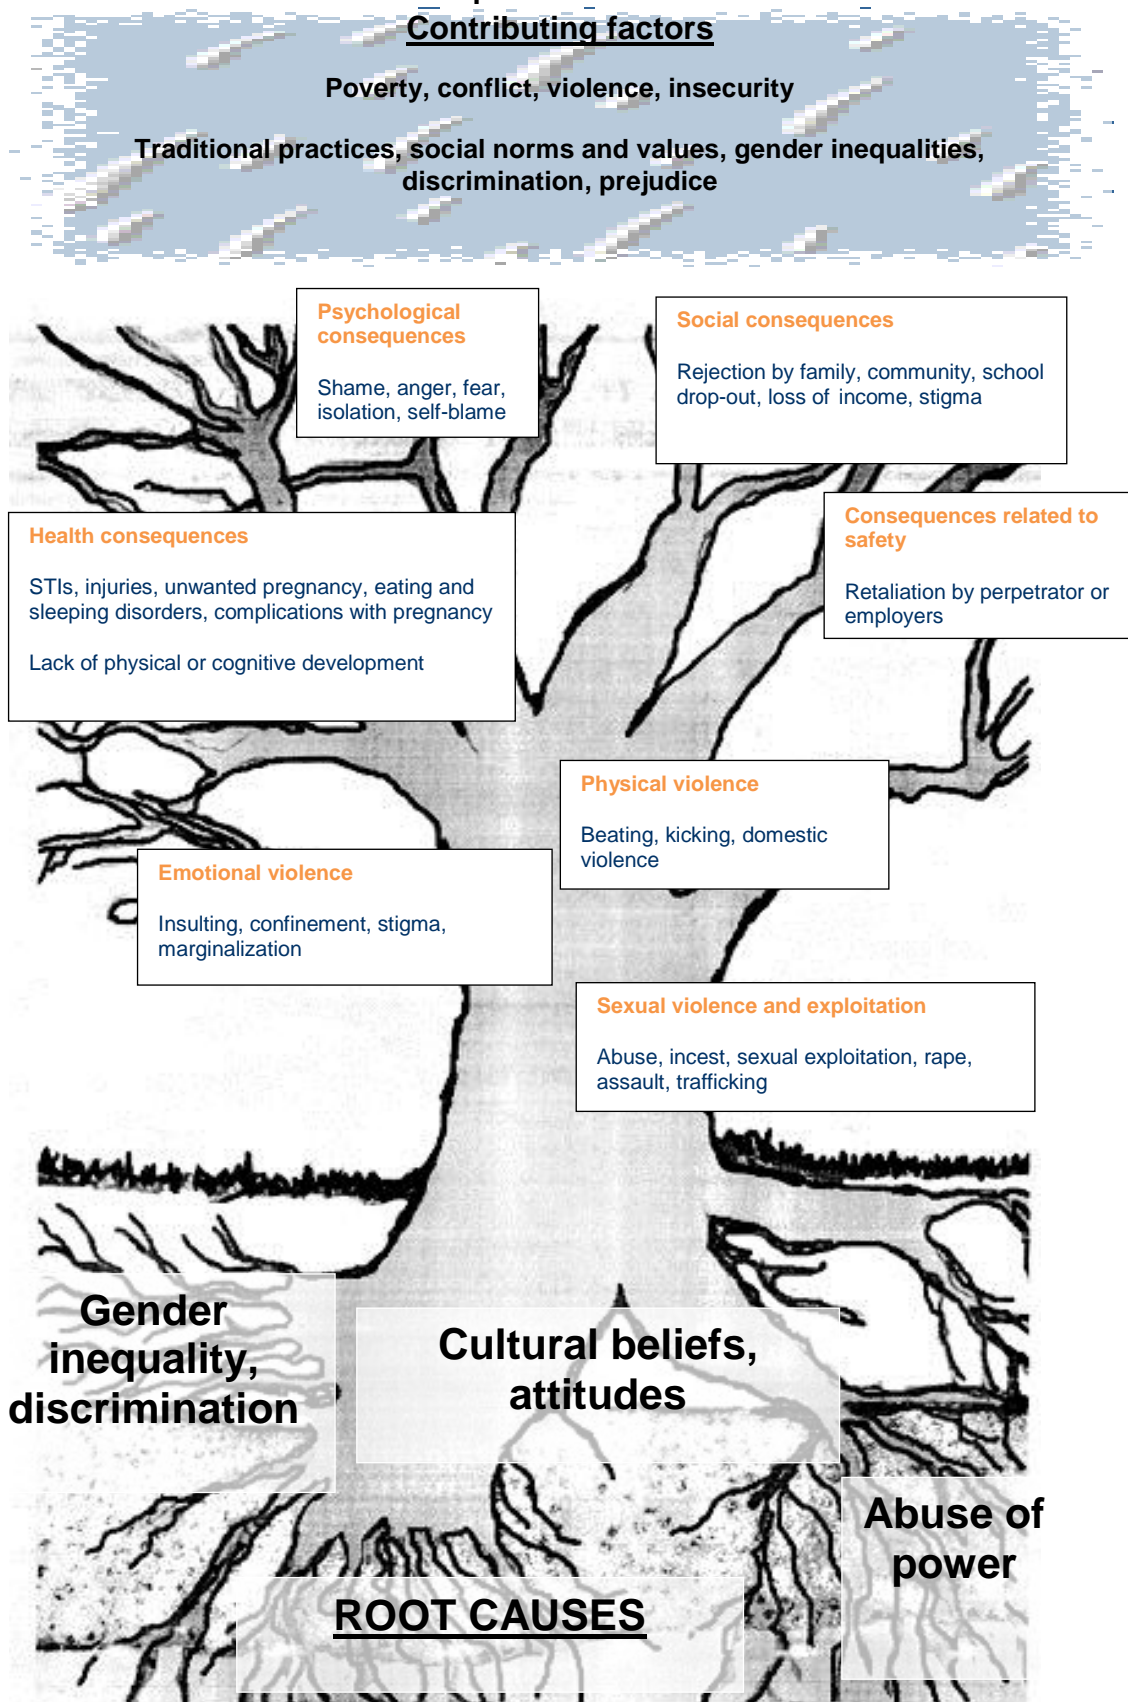 Contributing factors
Poverty, conflict, violence, insecurity
Traditional practices, social norms and values, gender inequalities,
discrimination, prejudice
Psychological
consequences
Shame, anger, fear,
isolation, self-blame
Social consequences
Rejection by family, community, school
drop-out, loss of income, stigma
Health consequences
STIs, injuries, unwanted pregnancy, eating and
sleeping disorders, complications with pregnancy
Lack of physical or cognitive development
Consequences related to
safety
Retaliation by perpetrator or
employers
Physical violence
Beating, kicking, domestic
violence
Emotional violence
Insulting, confinement, stigma,
marginalization
Sexual violence and exploitation
Abuse, incest, sexual exploitation, rape,
assault, trafficking
Gender
inequality,
discrimination
Cultural beliefs,
attitudes
Abuse of
power
ROOT CAUSES